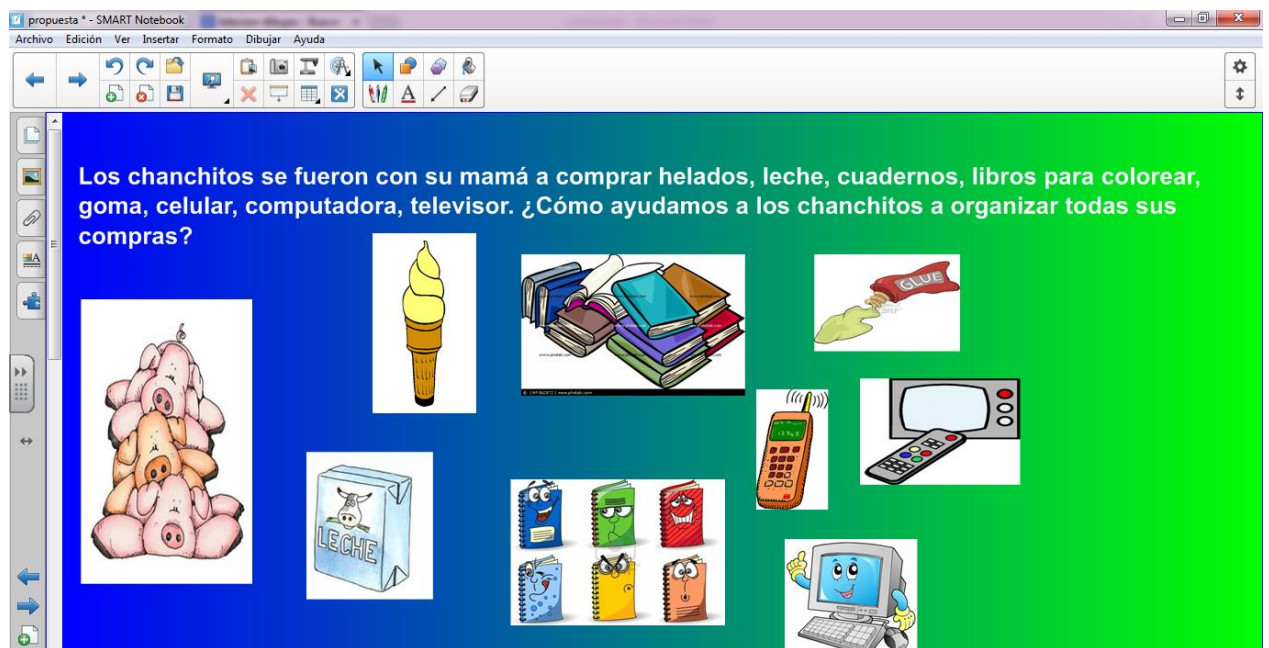 propuesta * - SMART Notebook
Archivo Edición Ver Insertar Formato Dibujar Ayuda
Los chanchitos se fueron con su mamá a comprar helados, leche, cuadernos, libros para colorear,
goma, celular, computadora, televisor. ¿Cómo ayudamos a los chanchitos a organizar todas sus
compras?
GLUE
LECHE